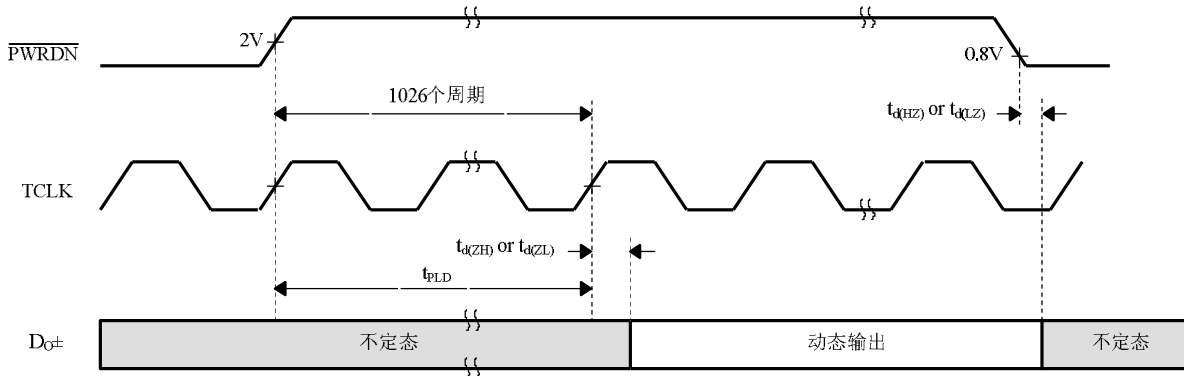 PWRDN
2V
0.8V
1026个周期
td(HZ) or td(LZ)
TCLK
td(ZH) or td(ZL)
tPLD
DO±
不定态
动态输出
不定态